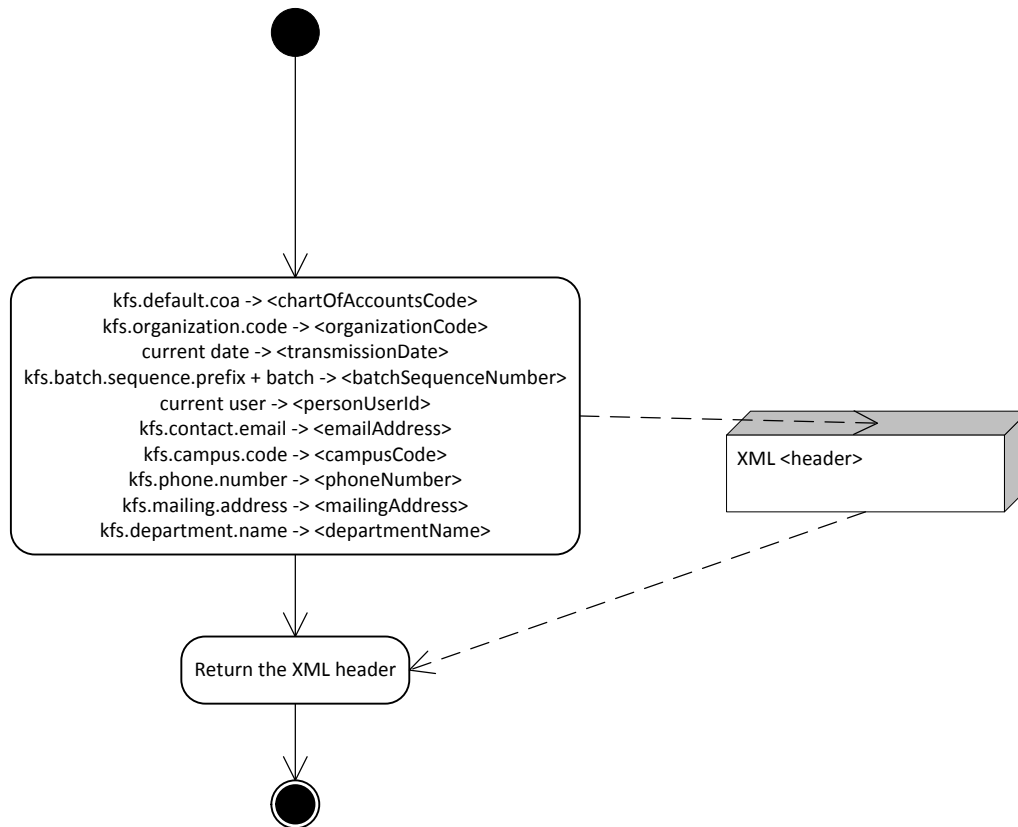 kfs.default.coa -> <chartOfAccountsCode>
kfs.organization.code -> <organizationCode>
current date -> <transmissionDate>
kfs.batch.sequence.prefix + batch -> <batchSequenceNumber>
current user -> <personUserId>
kfs.contact.email -> <emailAddress>
kfs.campus.code -> <campusCode>
kfs.phone.number -> <phoneNumber>
kfs.mailing.address -> <mailingAddress>
kfs.department.name -> <departmentName>
XML <header>
Return the XML header